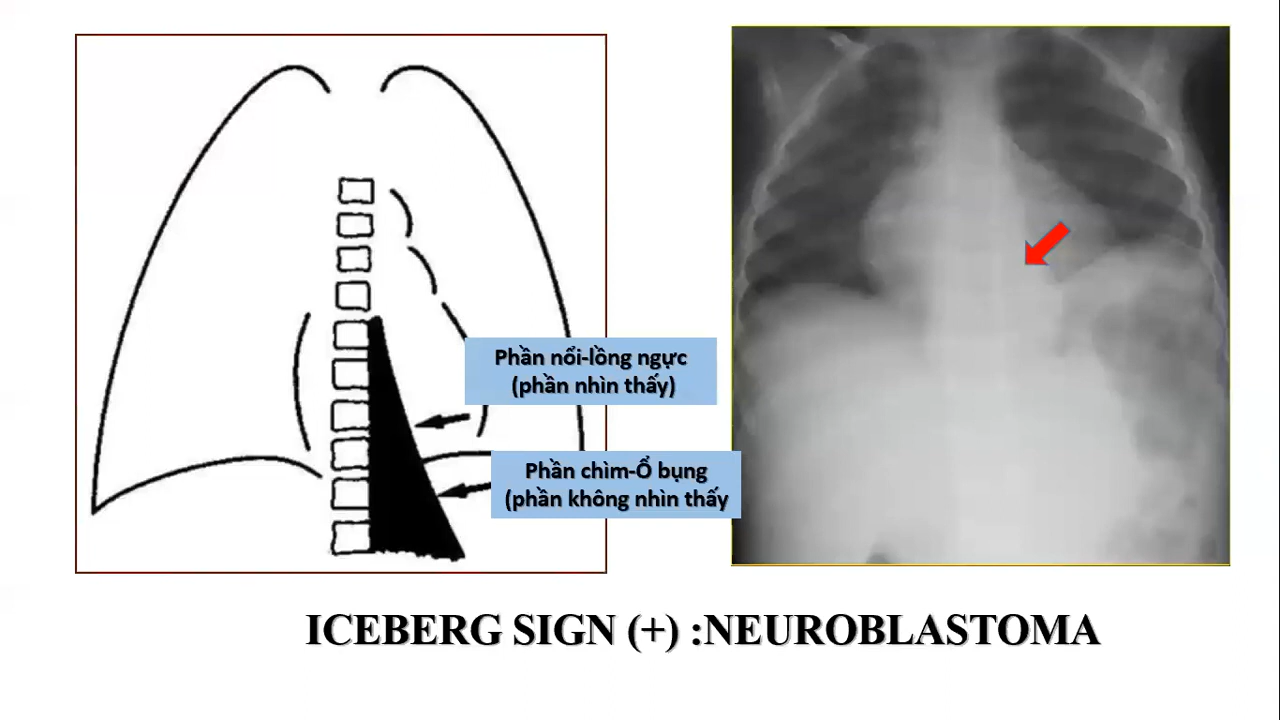 Phần nổi-lồng ngực
(phần nhìn thấy)
Phần chìm-Ổ bụng
(phần không nhìn thấy
ICEBERG SIGN (+) :NEUROBLASTOMA